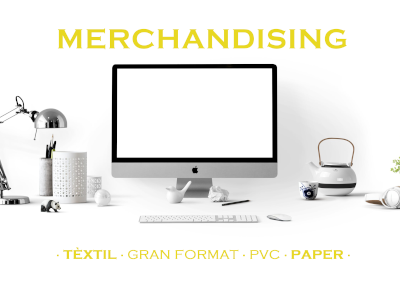 MERCHANDISING
· TÈXTIL · GRAN FORMAT · PVC · PAPER ·